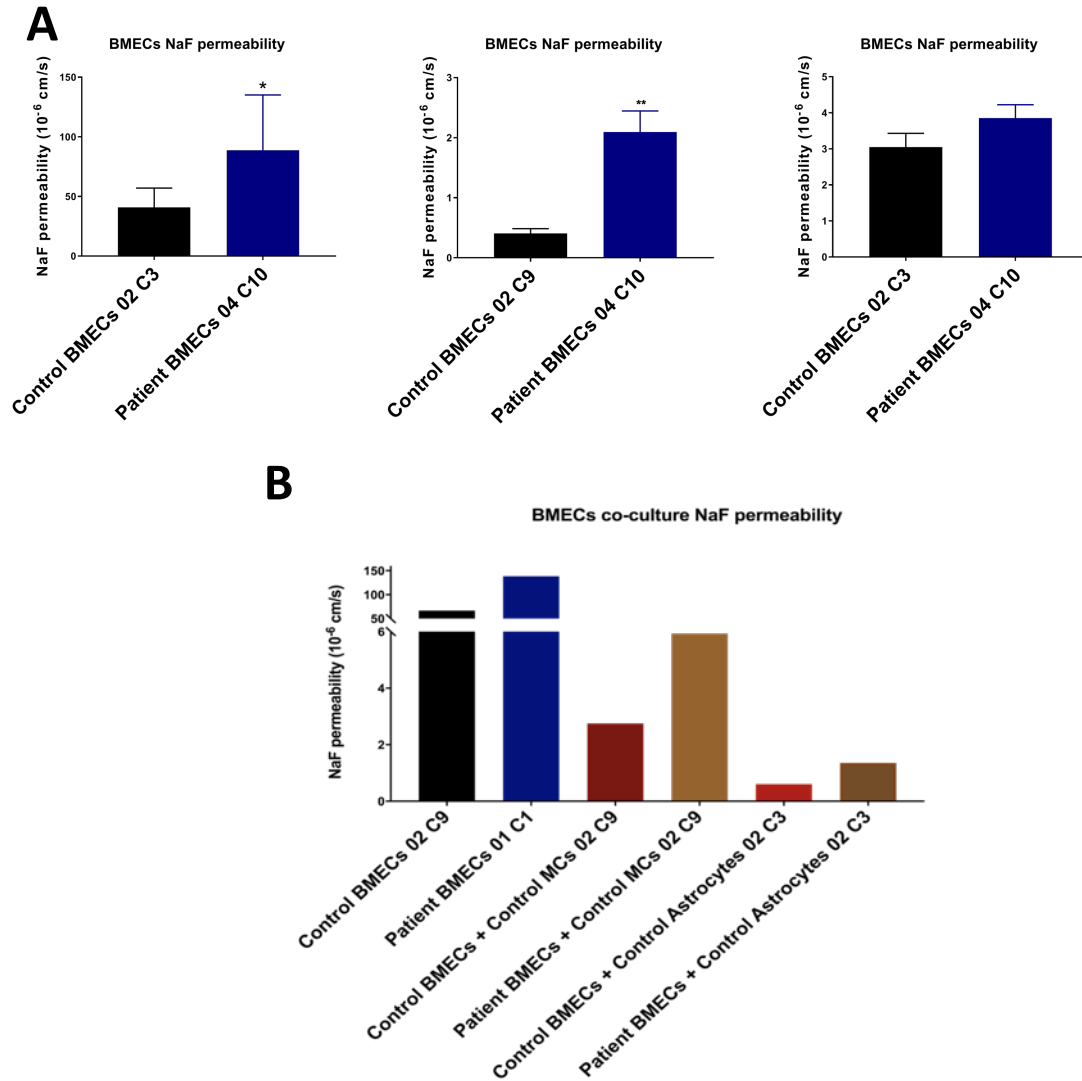 A
BMECs NaF permeability
NaF permeability (10⁻⁶ cm/s)
150
100
50
0
*
Control BMECs 02 C3
Patient BMECs 04 C10
BMECs NaF permeability
NaF permeability (10⁻⁶ cm/s)
3
2
1
0
**
Control BMECs 02 C9
Patient BMECs 04 C10
BMECs NaF permeability
NaF permeability (10⁻⁶ cm/s)
5
4
3
2
1
0
Control BMECs 02 C3
Patient BMECs 04 C10
B
BMECs co-culture NaF permeability
NaF permeability (10⁻⁶ cm/s)
150
100
50
6
4
2
0
Control BMECs 02 C9
Patient BMECs 01 C1
Control BMECs + Control MCs 02 C9
Patient BMECs + Control MCs 02 C9
Control BMECs + Control Astrocytes 02 C3
Patient BMECs + Control Astrocytes 02 C3